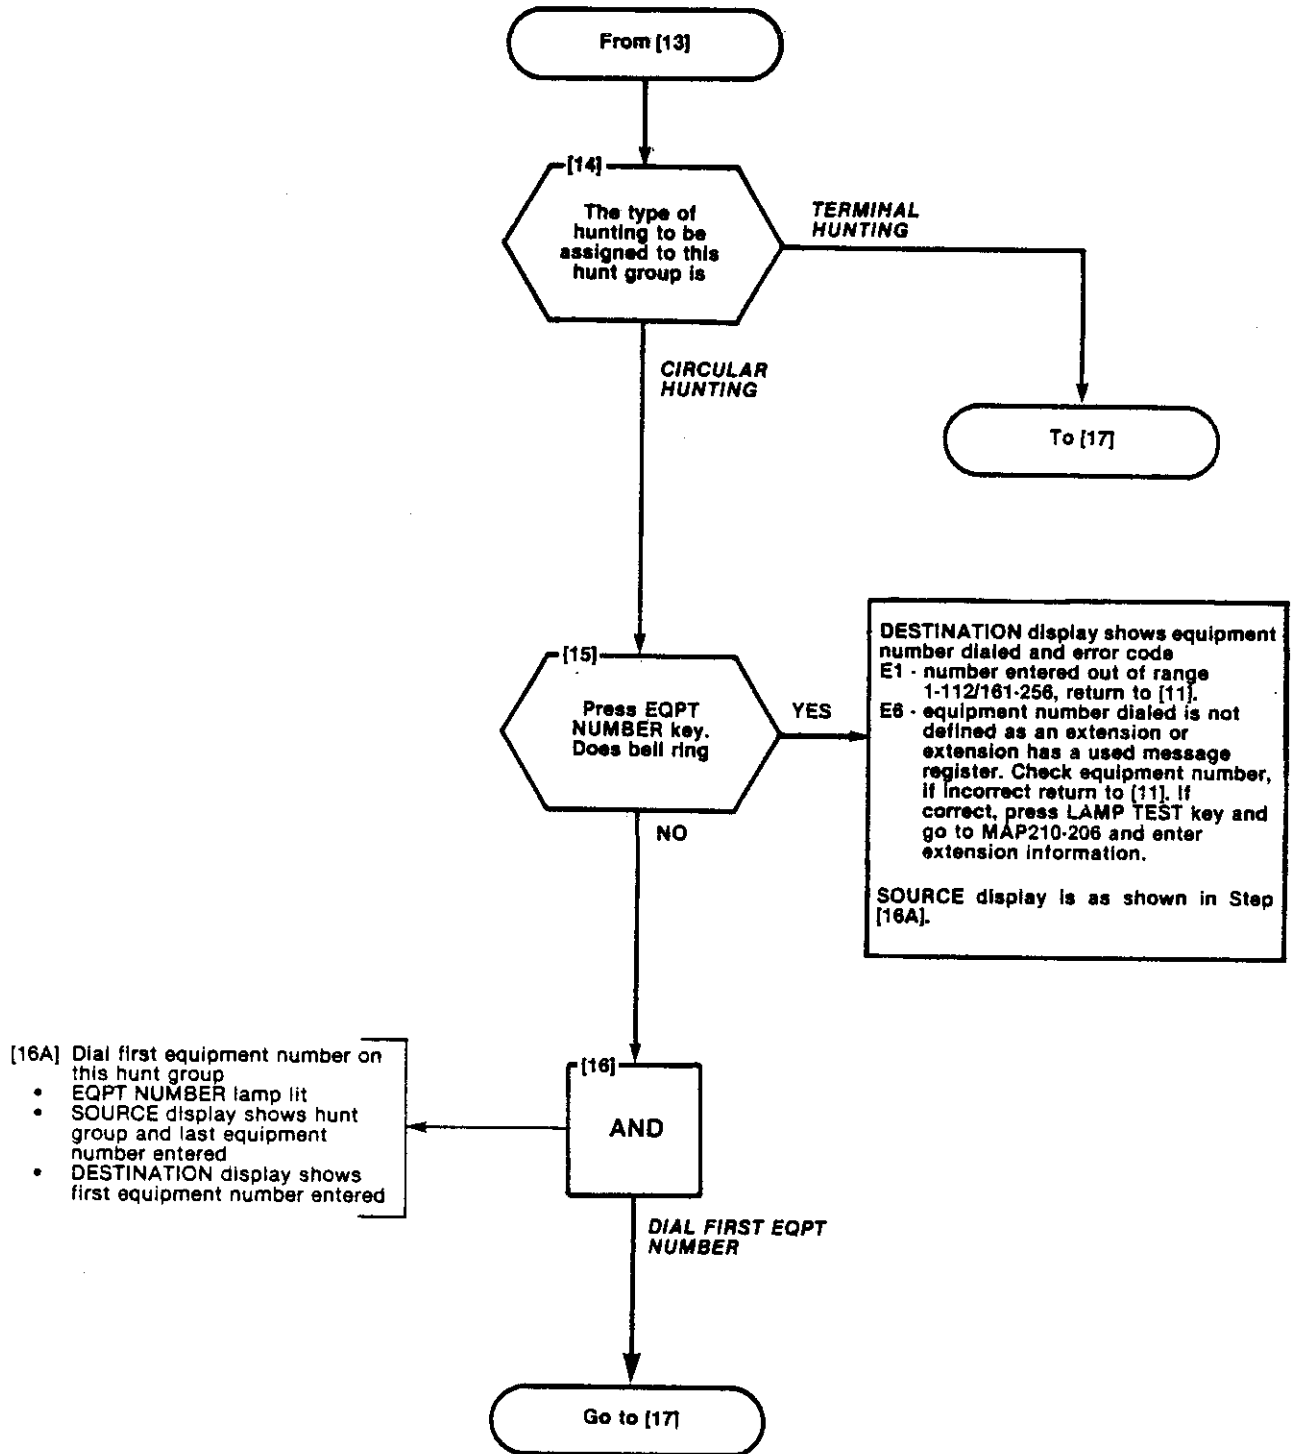 From [13]
[14]
The type of
hunting to be
assigned to this
hunt group is
TERMINAL
HUNTING
CIRCULAR
HUNTING
To [17]
[15]
Press EQPT
NUMBER key.
Does bell ring
YES
NO
DESTINATION display shows equipment
number dialed and error code
E1 - number entered out of range
1-112/161-256, return to [11].
E6 - equipment number dialed is not
defined as an extension or
extension has a used message
register. Check equipment number,
if incorrect return to [11]. If
correct, press LAMP TEST key and
go to MAP210-206 and enter
extension information.
SOURCE display is as shown in Step
[16A].
[16A] Dial first equipment number on
this hunt group
• EQPT NUMBER lamp lit
• SOURCE display shows hunt
group and last equipment
number entered
• DESTINATION display shows
first equipment number entered
[16]
AND
DIAL FIRST EQPT
NUMBER
Go to [17]